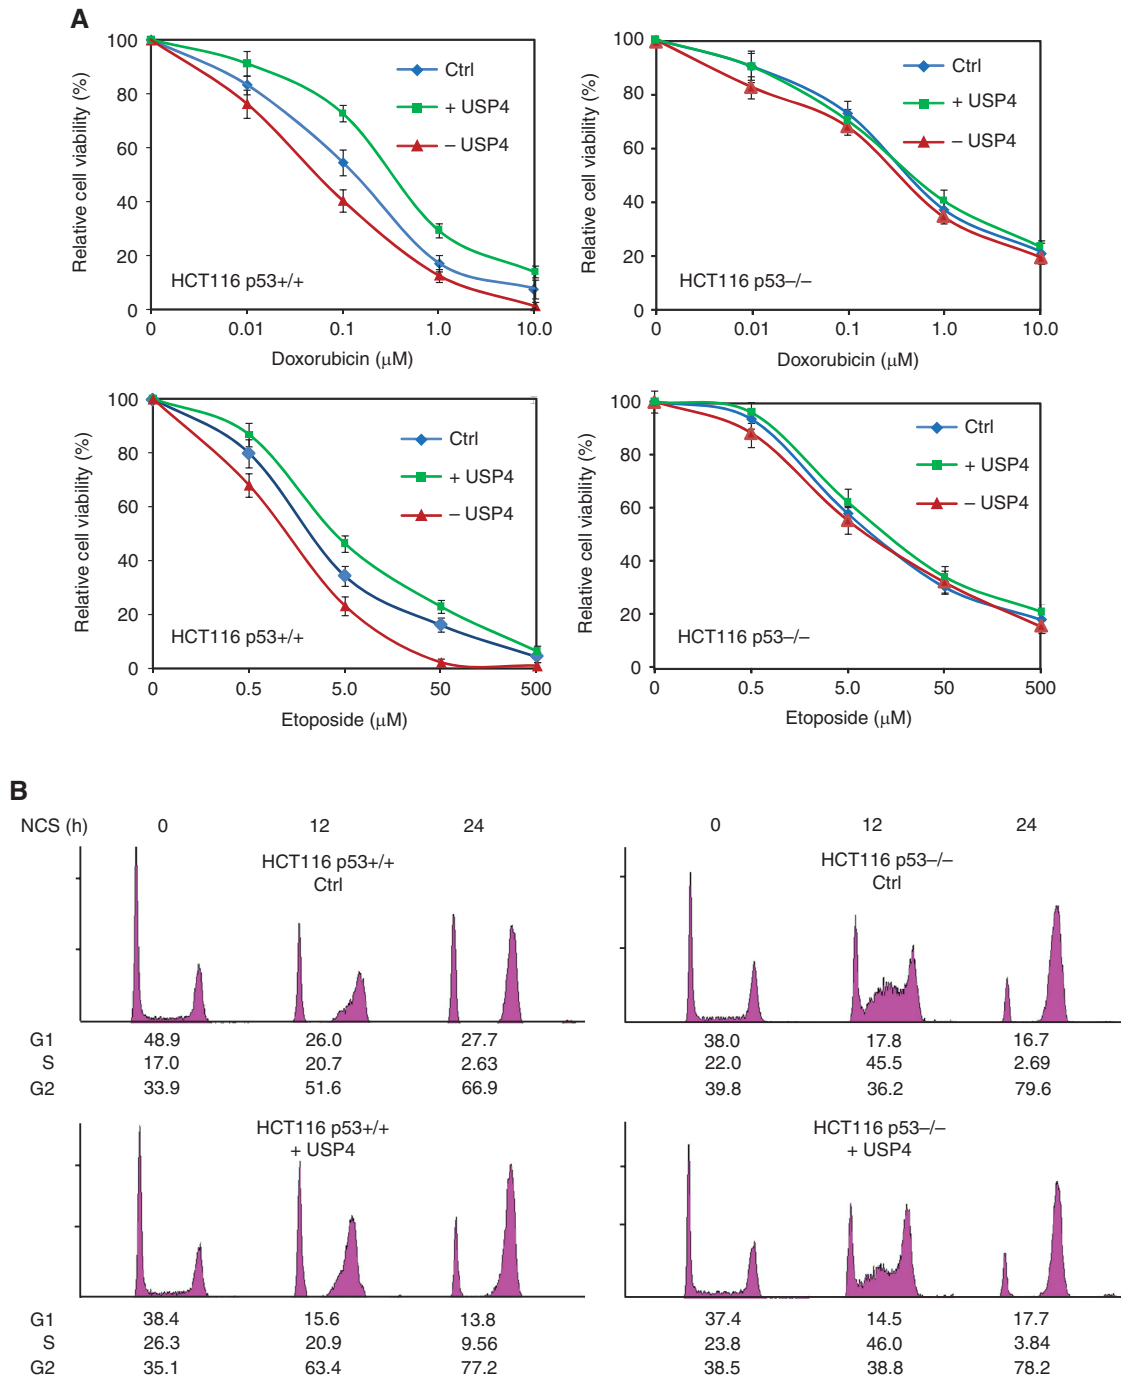 A
Relative cell viability (%)
100
80
60
40
20
0
Ctrl
+ USP4
– USP4
HCT116 p53+/+
0 0.01 0.1 1.0 10.0
Doxorubicin (μM)
Relative cell viability (%)
100
80
60
40
20
0
Ctrl
+ USP4
– USP4
HCT116 p53–/–
0 0.01 0.1 1.0 10.0
Doxorubicin (μM)
Relative cell viability (%)
100
80
60
40
20
0
Ctrl
+ USP4
– USP4
HCT116 p53+/+
0 0.5 5.0 50 500
Etoposide (μM)
Relative cell viability (%)
100
80
60
40
20
0
Ctrl
+ USP4
– USP4
HCT116 p53–/–
0 0.5 5.0 50 500
Etoposide (μM)
B
NCS (h) 0 12 24 0 12 24
HCT116 p53+/+
Ctrl
HCT116 p53–/–
Ctrl
G1 48.9 26.0 27.7 38.0 17.8 16.7
S 17.0 20.7 2.63 22.0 45.5 2.69
G2 33.9 51.6 66.9 39.8 36.2 79.6
HCT116 p53+/+
+ USP4
HCT116 p53–/–
+ USP4
G1 38.4 15.6 13.8 37.4 14.5 17.7
S 26.3 20.9 9.56 23.8 46.0 3.84
G2 35.1 63.4 77.2 38.5 38.8 78.2